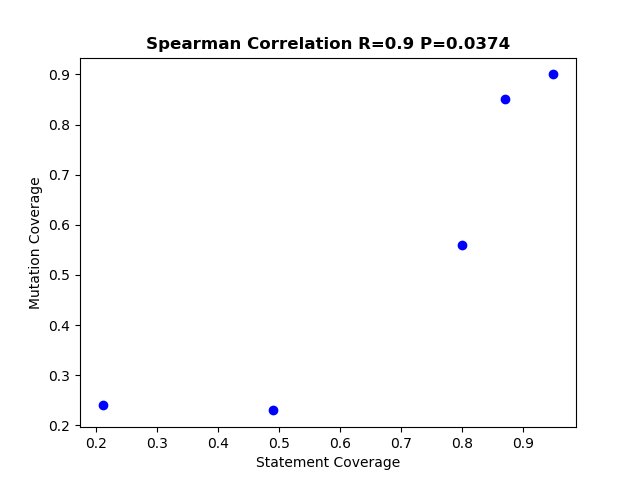 Spearman Correlation R=0.9 P=0.0374
0.9
0.8
0.7
0.6
0.5
0.4
0.3
0.2
Mutation Coverage
0.2 0.3 0.4 0.5 0.6 0.7 0.8 0.9
Statement Coverage